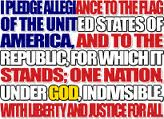 I PLEDGE ALLEGIANCE TO THE FLAG
OF THE UNITED STATES OF
AMERICA, AND TO THE
REPUBLIC, FOR WHICH IT
STANDS: ONE NATION
UNDER GOD, INDIVISIBLE,
WITH LIBERTY AND JUSTICE FOR ALL